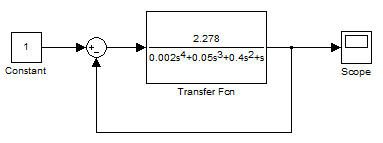 2.278
1
+
-
0.002s⁴+0.05s³+0.4s²+s
Constant
Scope
Transfer Fcn